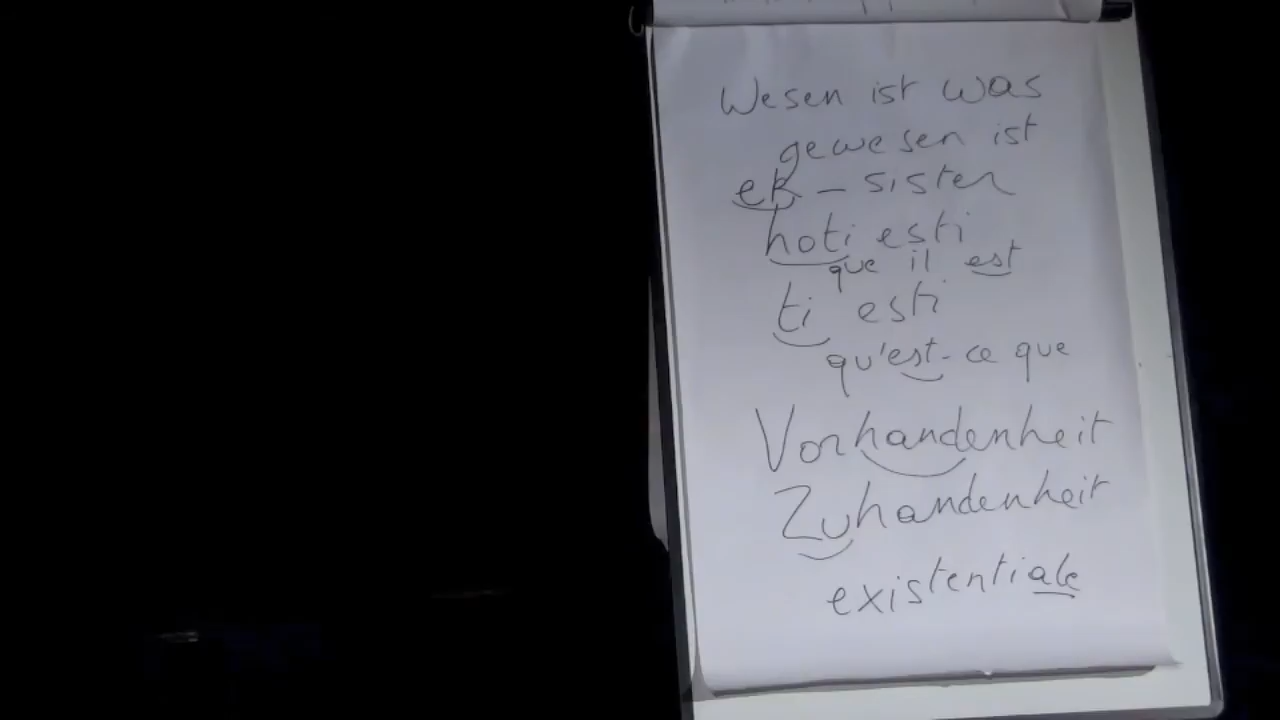 Wesen ist was
gewesen ist
ek - sister
hoti esti
que il est
ti esti
qu'est-ce que
Vorhandenheit
Zuhandenheit
existentiale